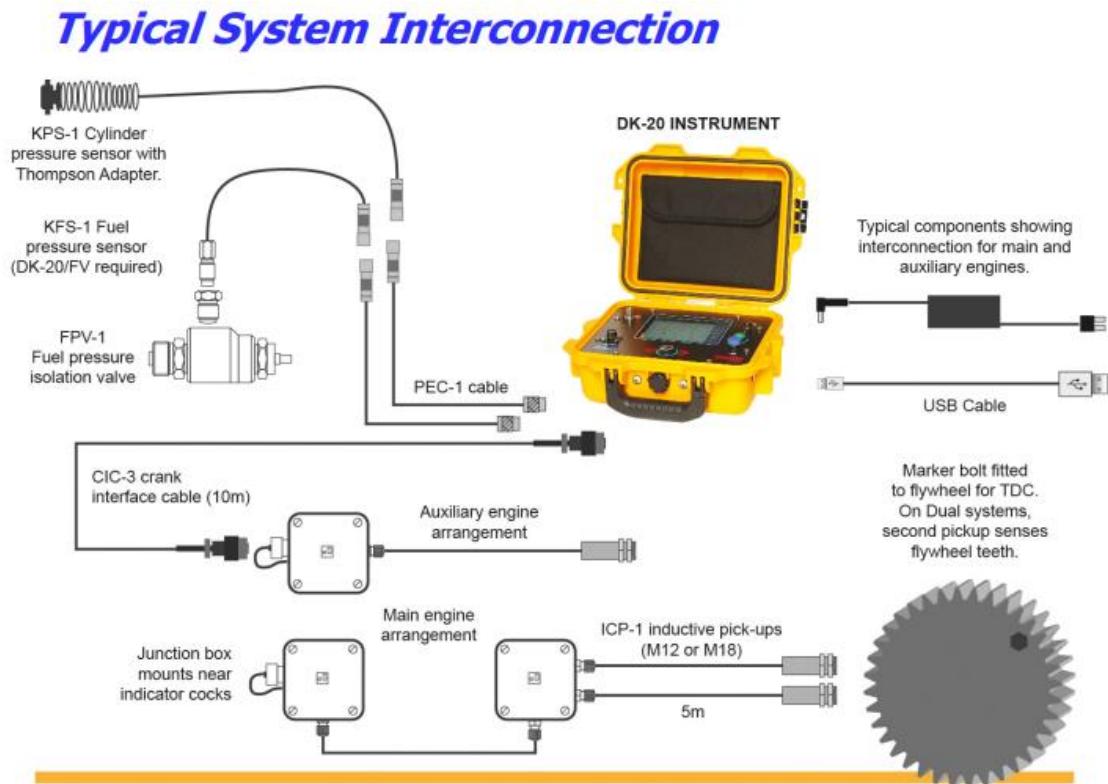 Typical System Interconnection
KPS-1 Cylinder
pressure sensor with
Thompson Adapter.
DK-20 INSTRUMENT
KFS-1 Fuel
pressure sensor
(DK-20/FV required)
Typical components showing
interconnection for main and
auxiliary engines.
FPV-1
Fuel pressure
isolation valve
PEC-1 cable
USB Cable
CIC-3 crank
interface cable (10m)
Auxiliary engine
arrangement
Marker bolt fitted
to flywheel for TDC.
On Dual systems,
second pickup senses
flywheel teeth.
Main engine
arrangement
Junction box
mounts near
indicator cocks
ICP-1 inductive pick-ups
(M12 or M18)
5m